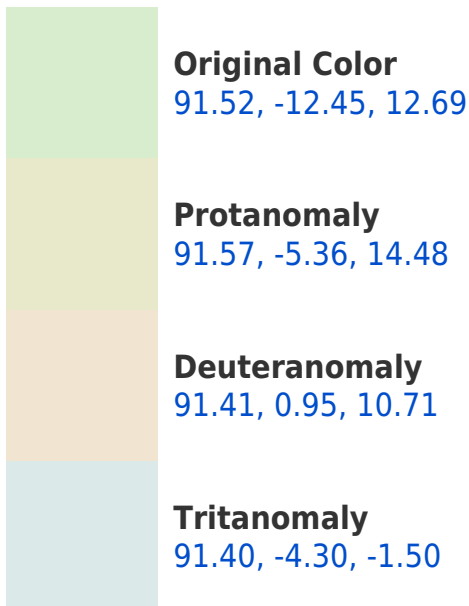 Original Color
91.52, -12.45, 12.69
Protanomaly
91.57, -5.36, 14.48
Deuteranomaly
91.41, 0.95, 10.71
Tritanomaly
91.40, -4.30, -1.50